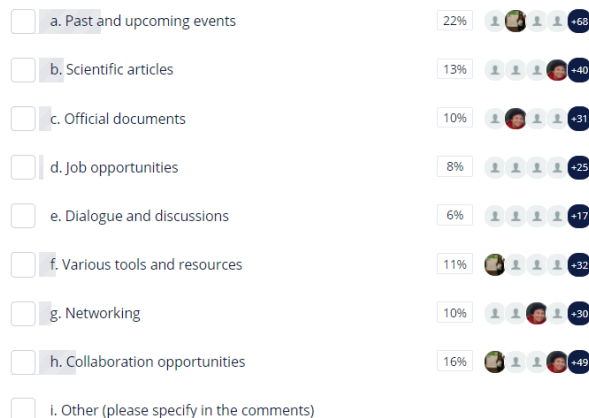 a. Past and upcoming events 22% +68
b. Scientific articles 13% +40
c. Official documents 10% +31
d. Job opportunities 8% +25
e. Dialogue and discussions 6% +17
f. Various tools and resources 11% +32
g. Networking 10% +30
h. Collaboration opportunities 16% +49
i. Other (please specify in the comments)